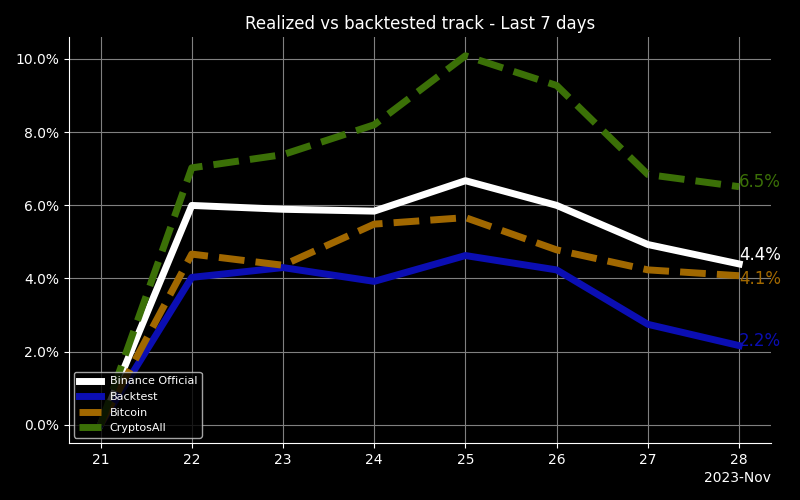 Realized vs backtested track - Last 7 days
10.0%
8.0%
6.0%
4.0%
2.0%
0.0%
6.5%
4.4%
4.1%
2.2%
Binance Official
Backtest
Bitcoin
CryptosAll
21 22 23 24 25 26 27 28
2023-Nov